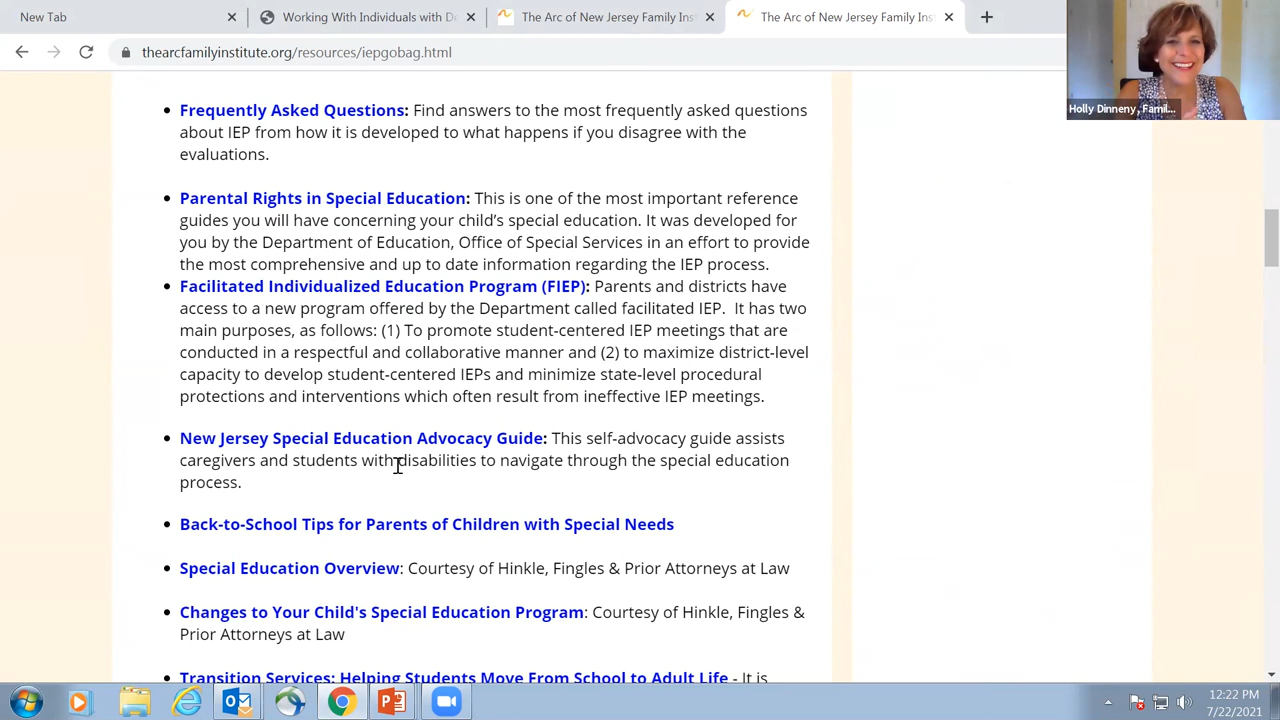 New Tab
Working With Individuals with De
The Arc of New Jersey Family Inst
The Arc of New Jersey Family Inst
thearcfamilyinstitute.org/resources/iepgobag.html
Holly Dinneny, Famil...
Frequently Asked Questions: Find answers to the most frequently asked questions
about IEP from how it is developed to what happens if you disagree with the
evaluations.
Parental Rights in Special Education: This is one of the most important reference
guides you will have concerning your child's special education. It was developed for
you by the Department of Education, Office of Special Services in an effort to provide
the most comprehensive and up to date information regarding the IEP process.
Facilitated Individualized Education Program (FIEP): Parents and districts have
access to a new program offered by the Department called facilitated IEP. It has two
main purposes, as follows: (1) To promote student-centered IEP meetings that are
conducted in a respectful and collaborative manner and (2) to maximize district-level
capacity to develop student-centered IEPs and minimize state-level procedural
protections and interventions which often result from ineffective IEP meetings.
New Jersey Special Education Advocacy Guide: This self-advocacy guide assists
caregivers and students with disabilities to navigate through the special education
process.
Back-to-School Tips for Parents of Children with Special Needs
Special Education Overview: Courtesy of Hinkle, Fingles & Prior Attorneys at Law
Changes to Your Child's Special Education Program: Courtesy of Hinkle, Fingles &
Prior Attorneys at Law
Transition Services: Helping Students Move From School to Adult Life - It is
12:22 PM
7/22/2021